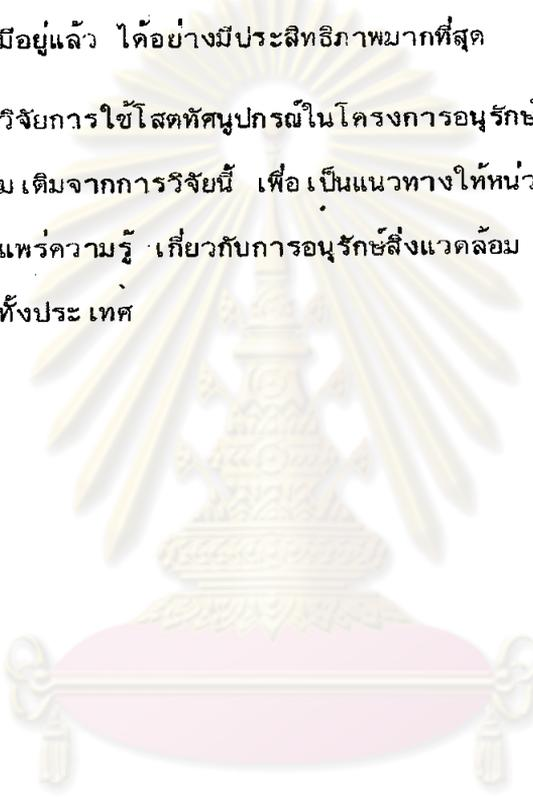 มีอยู่แล้ว ได้อย่างมีประสิทธิภาพมากที่สุด
วิจัยการใช้โสตทัศนูปกรณ์ในโครงการอนุรักษ์
ม เติมจากการวิจัยนี้ เพื่อ เป็นแนวทางให้หน่ว
แพร่ความรู้ เกี่ยวกับการอนุรักษ์สิ่งแวดล้อม
ทั้งประ เทศ